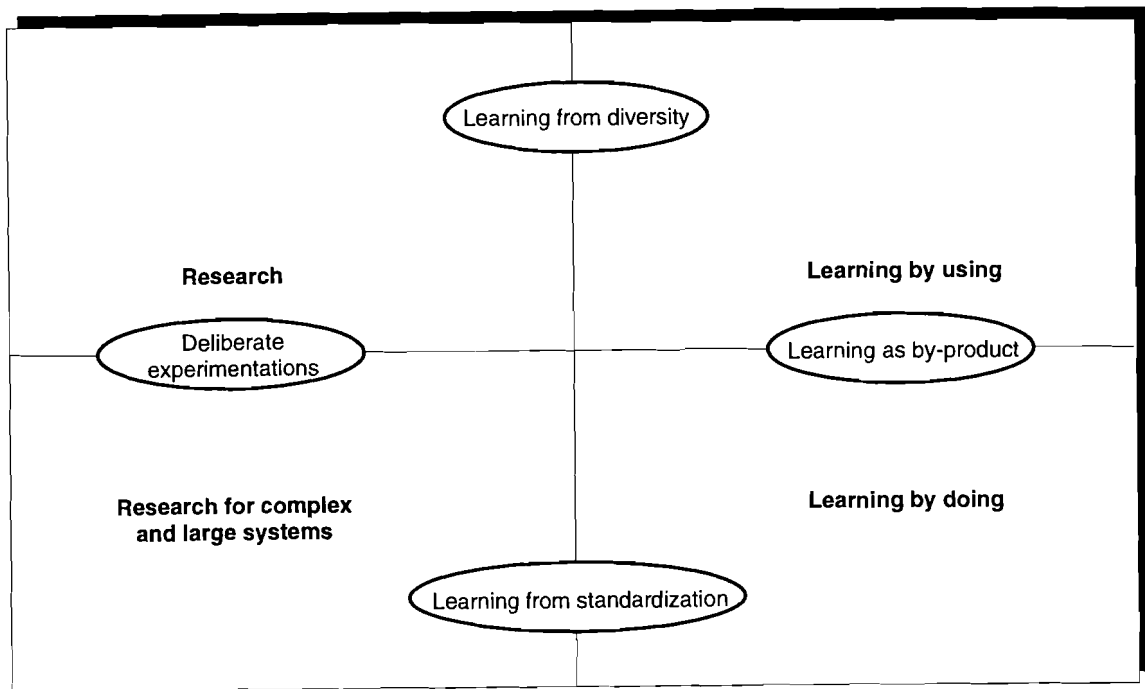 Learning from diversity
Research
Learning by using
Deliberate
experimentations
Learning as by-product
Research for complex
and large systems
Learning by doing
Learning from standardization